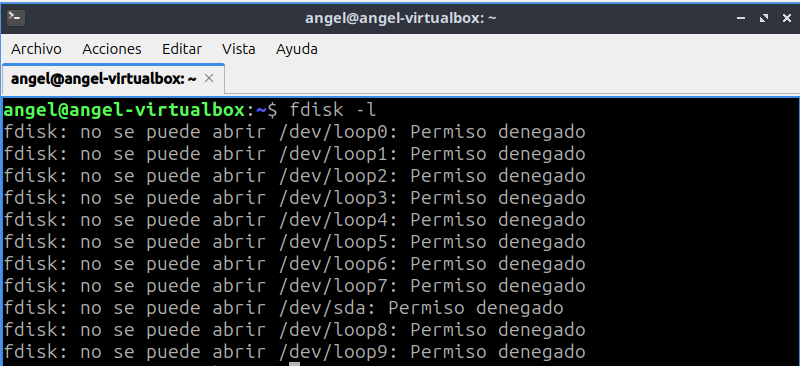 angel@angel-virtualbox: ~
Archivo Acciones Editar Vista Ayuda
angel@angel-virtualbox: ~
angel@angel-virtualbox:~$ fdisk -l
fdisk: no se puede abrir /dev/loop0: Permiso denegado
fdisk: no se puede abrir /dev/loop1: Permiso denegado
fdisk: no se puede abrir /dev/loop2: Permiso denegado
fdisk: no se puede abrir /dev/loop3: Permiso denegado
fdisk: no se puede abrir /dev/loop4: Permiso denegado
fdisk: no se puede abrir /dev/loop5: Permiso denegado
fdisk: no se puede abrir /dev/loop6: Permiso denegado
fdisk: no se puede abrir /dev/loop7: Permiso denegado
fdisk: no se puede abrir /dev/sda: Permiso denegado
fdisk: no se puede abrir /dev/loop8: Permiso denegado
fdisk: no se puede abrir /dev/loop9: Permiso denegado